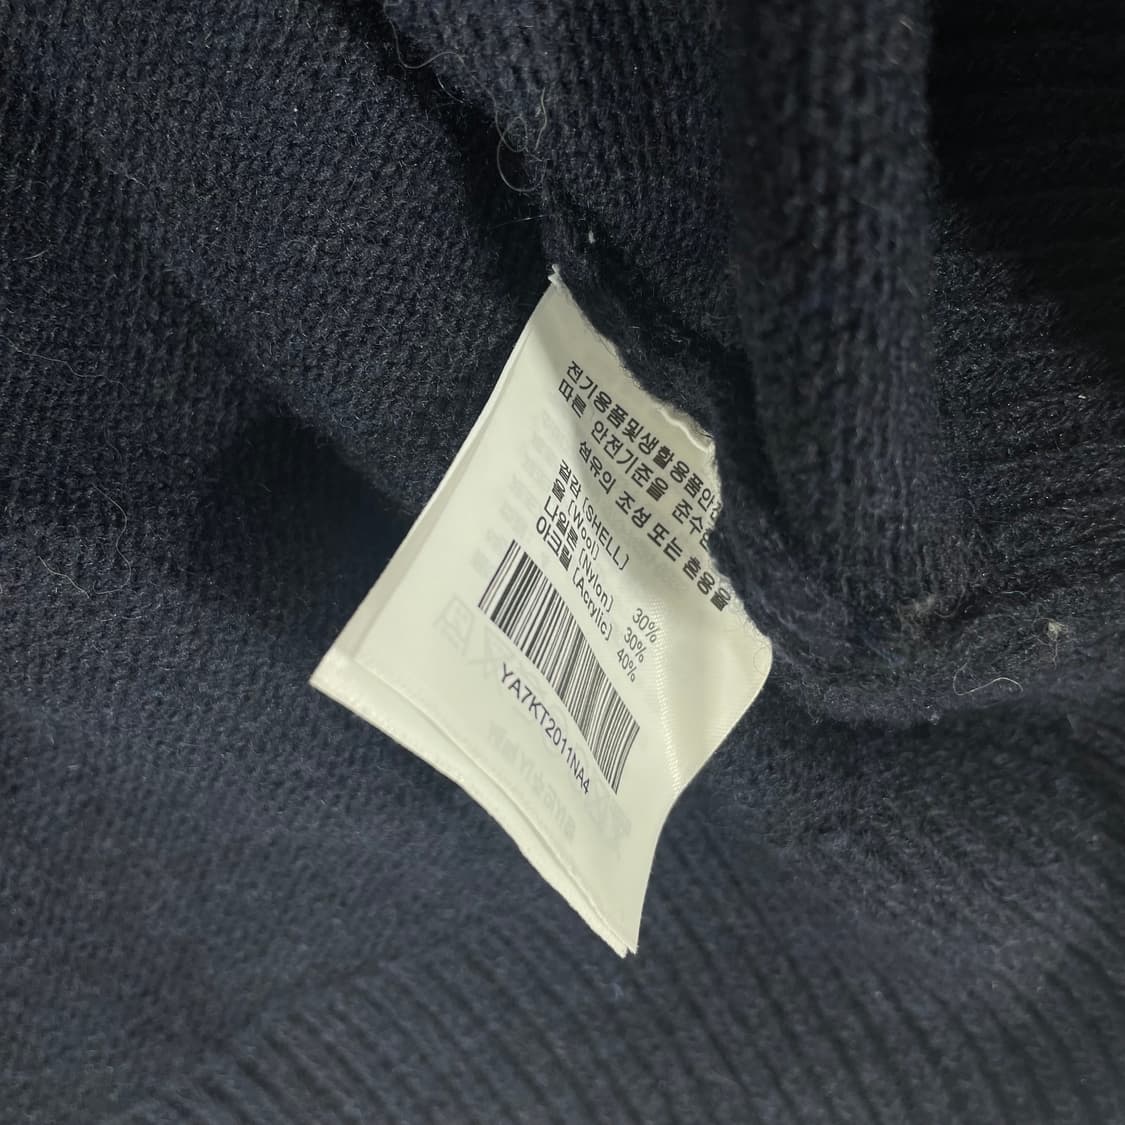 전기용품및생활용품안전
따른 안전기준을 준수한
섬유의 조성 또는 혼용율
겉감 [SHELL]
울 [Wool] 30%
나일론 [Nylon] 30%
아크릴 [Acrylic] 40%
YA7KT2011NA4